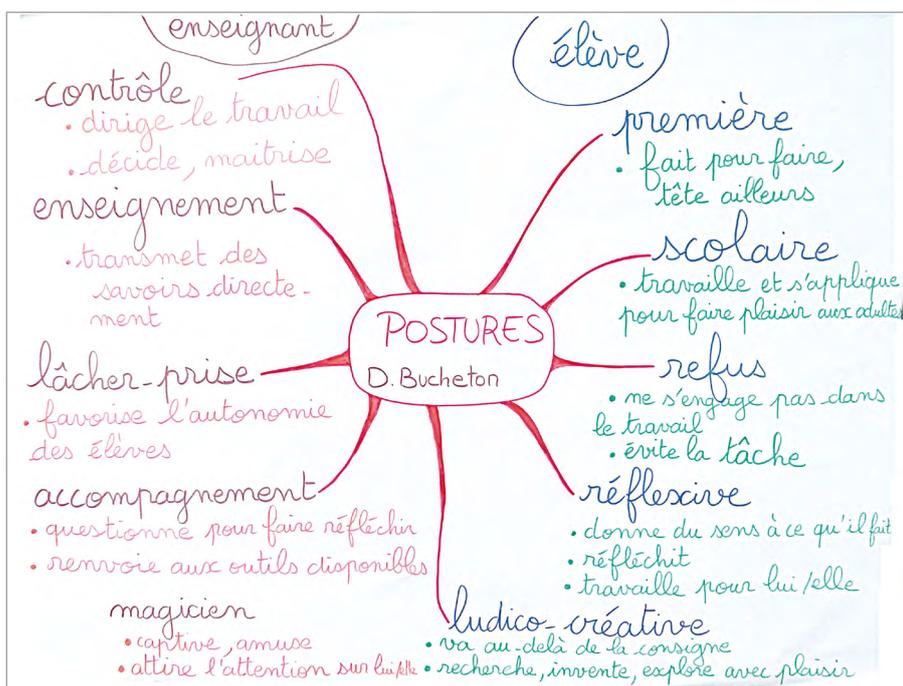 enseignant
contrôle
• dirige le travail
• décide, maitrise
enseignement
• transmet des
savoirs directe-
ment
lâcher-prise
• favorise l'autonomie
des élèves
accompagnement
• questionne pour faire réfléchir
• renvoie aux outils disponibles
magicien
• captive, amuse
• attire l'attention sur lui/elle
POSTURES
D. Bucheton
élève
première
• fait pour faire,
tête ailleurs
scolaire
• travaille et s'applique
pour faire plaisir aux adultes
refus
• ne s'engage pas dans
le travail
• évite la tâche
réflexive
• donne du sens à ce qu'il fait
• réfléchit
• travaille pour lui/elle
ludico-créative
• va au-delà de la consigne
• recherche, invente, explore avec plaisir